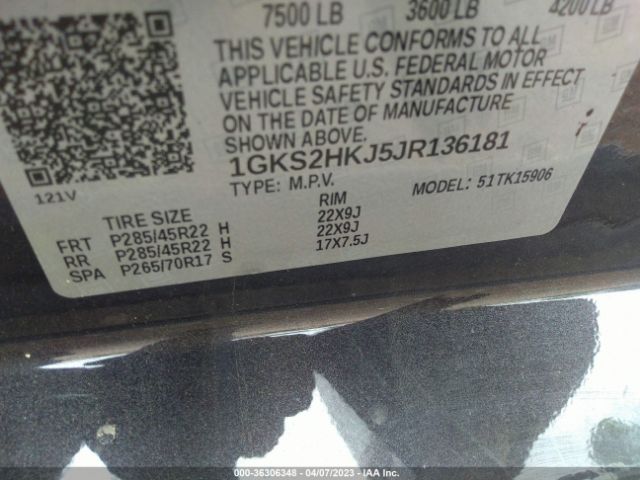 7500 LB 3600 LB 4200 LB
THIS VEHICLE CONFORMS TO ALL
APPLICABLE U.S. FEDERAL MOTOR
VEHICLE SAFETY STANDARDS IN EFFECT
ON THE DATE OF MANUFACTURE
SHOWN ABOVE.
1GKS2HKJ5JR136181
121V
TYPE: M.P.V. MODEL: 51TK15906
TIRE SIZE RIM
FRT P285/45R22 H 22X9J
RR P285/45R22 H 22X9J
SPA P265/70R17 S 17X7.5J
000-36306348 - 04/07/2023 - IAA Inc.